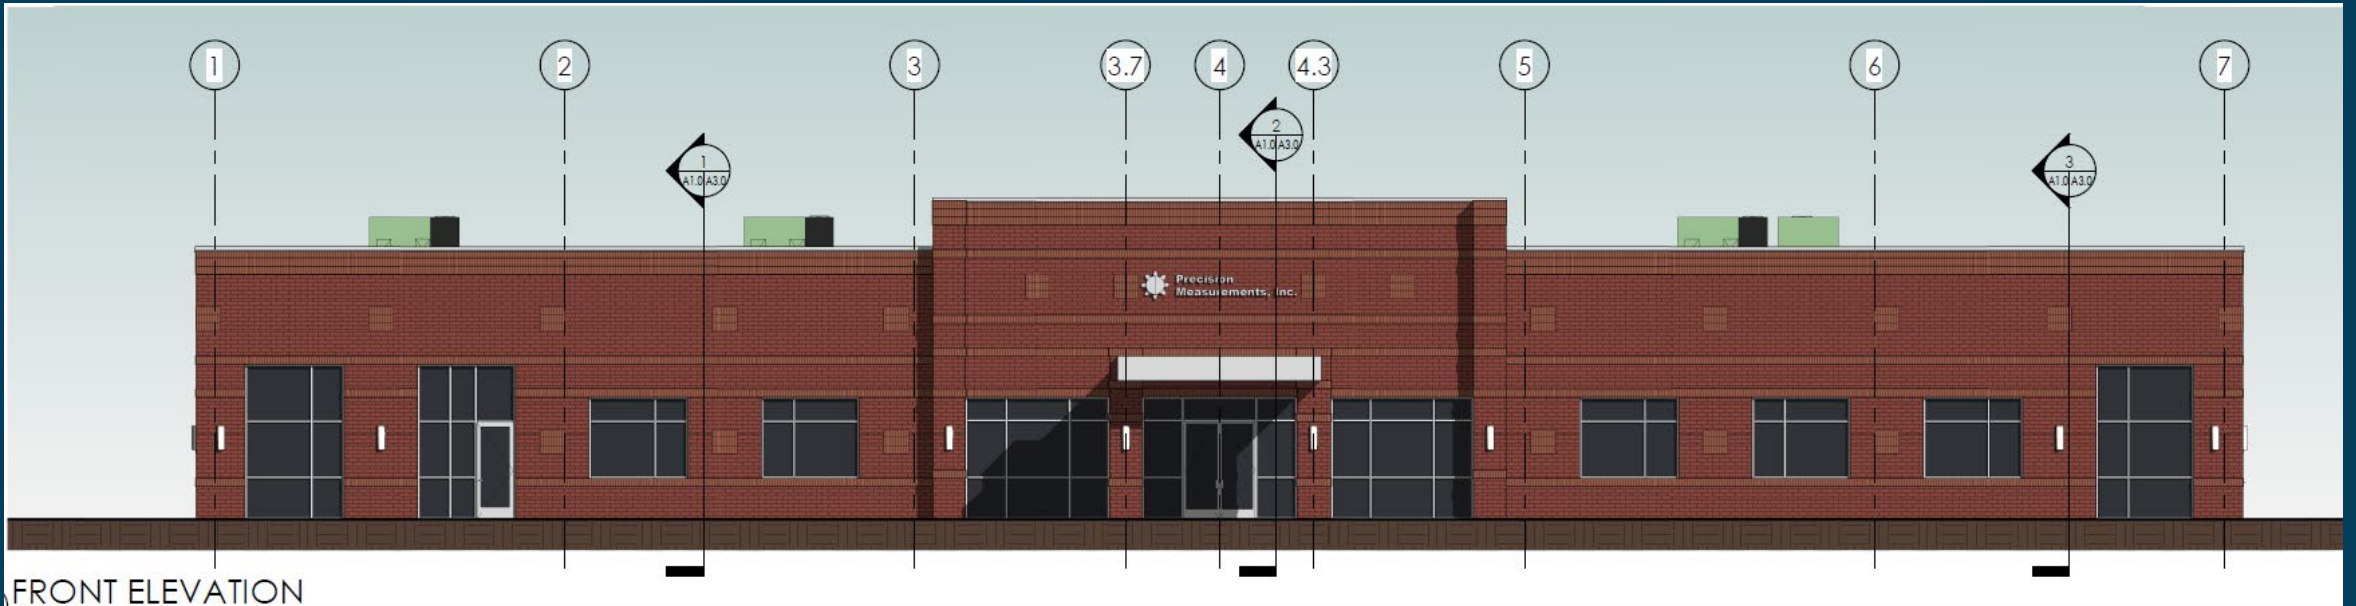 1
2
3
3.7
4
4.3
5
6
7
2
A1.0 A3.0
1
A1.0 A3.0
3
A1.0 A3.0
Precision
Measurements, Inc.
FRONT ELEVATION